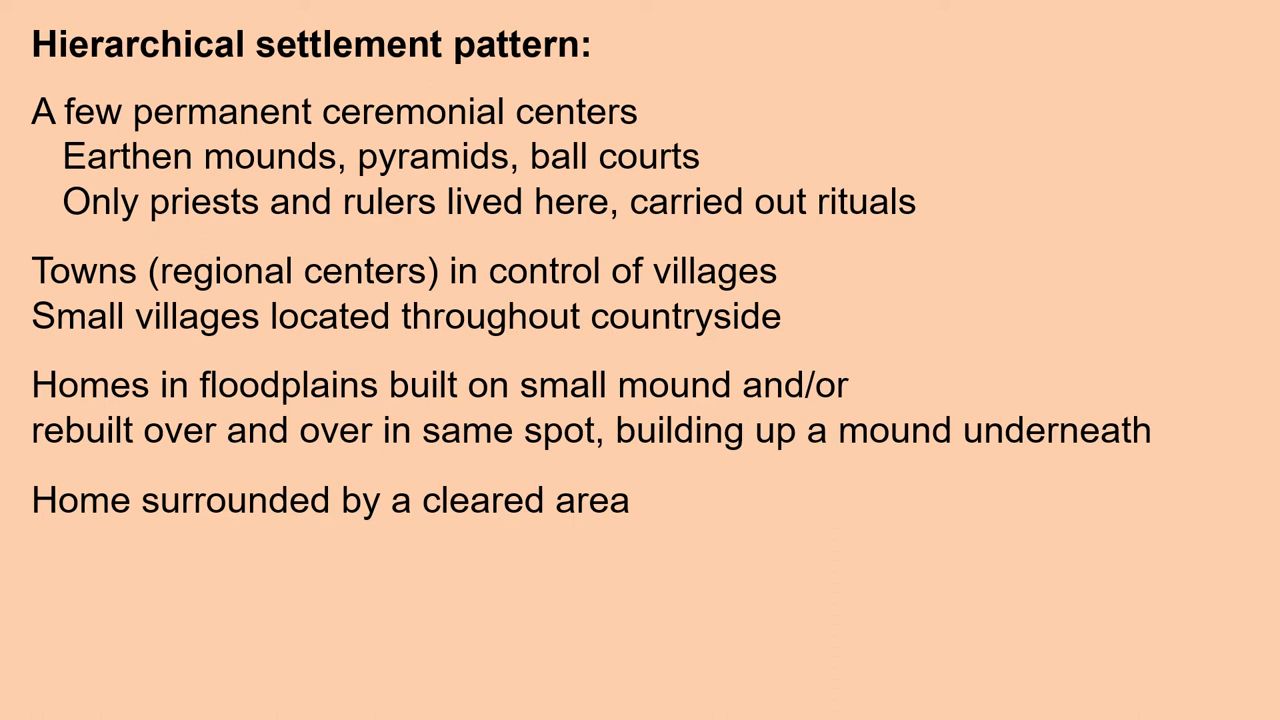 Hierarchical settlement pattern:
A few permanent ceremonial centers
Earthen mounds, pyramids, ball courts
Only priests and rulers lived here, carried out rituals
Towns (regional centers) in control of villages
Small villages located throughout countryside
Homes in floodplains built on small mound and/or
rebuilt over and over in same spot, building up a mound underneath
Home surrounded by a cleared area